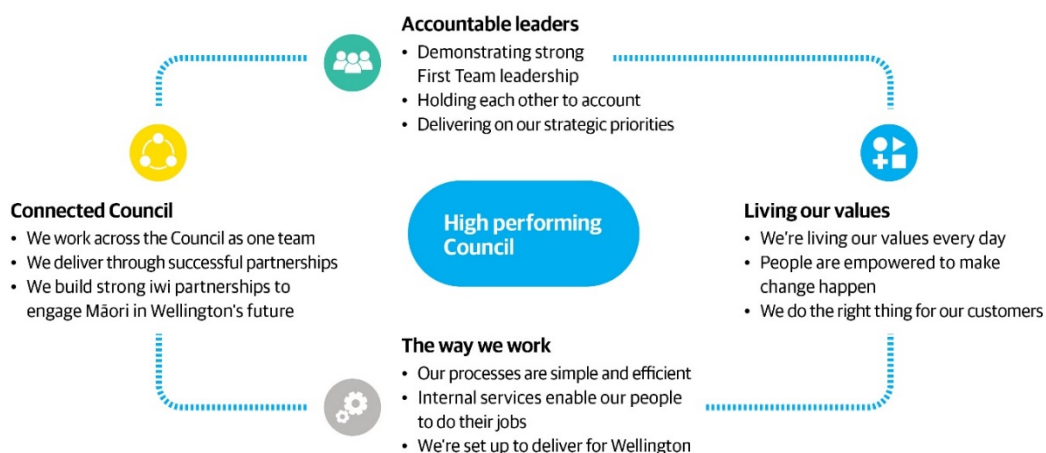 Accountable leaders
• Demonstrating strong
First Team leadership
• Holding each other to account
• Delivering on our strategic priorities
Connected Council
• We work across the Council as one team
• We deliver through successful partnerships
• We build strong iwi partnerships to
engage Māori in Wellington's future
High performing
Council
Living our values
• We're living our values every day
• People are empowered to make
change happen
• We do the right thing for our customers
The way we work
• Our processes are simple and efficient
• Internal services enable our people
to do their jobs
• We're set up to deliver for Wellington